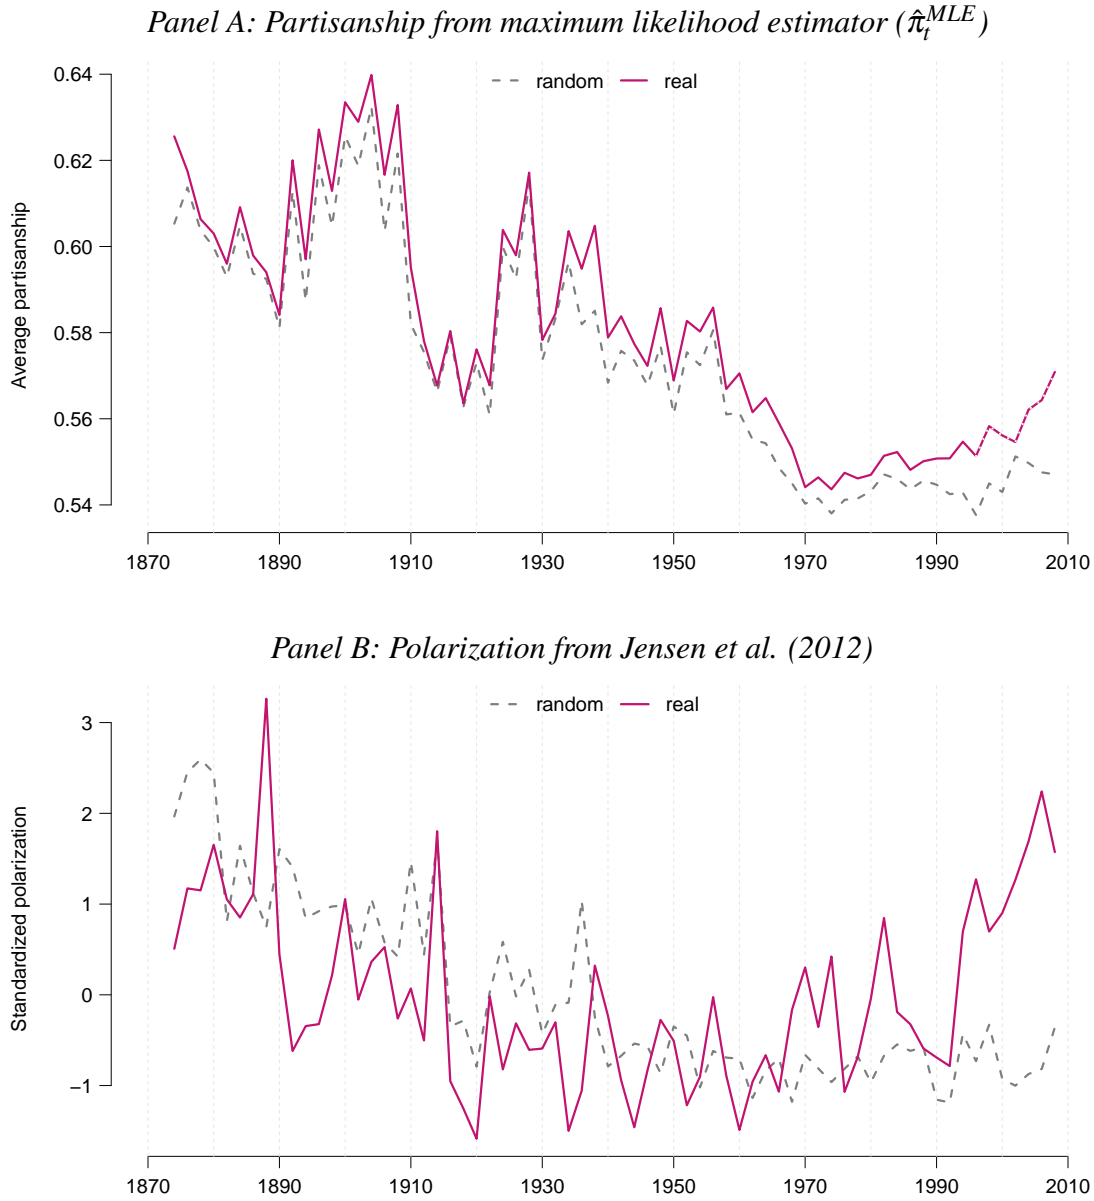 Panel A: Partisanship from maximum likelihood estimator (π̂_t^MLE)
random real
0.64
0.62
0.60
0.58
0.56
0.54
Average partisanship
1870 1890 1910 1930 1950 1970 1990 2010
Panel B: Polarization from Jensen et al. (2012)
random real
3
2
1
0
−1
Standardized polarization
1870 1890 1910 1930 1950 1970 1990 2010